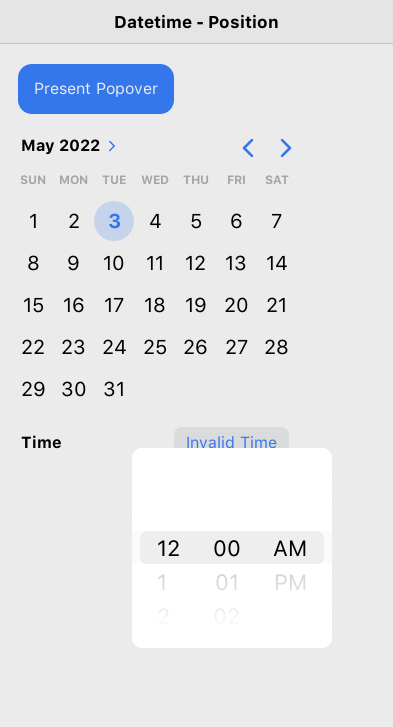 Datetime - Position
Present Popover
May 2022
SUN MON TUE WED THU FRI SAT
1 2 3 4 5 6 7
8 9 10 11 12 13 14
15 16 17 18 19 20 21
22 23 24 25 26 27 28
29 30 31
Time Invalid Time
12 00 AM
1 01 PM
2 02